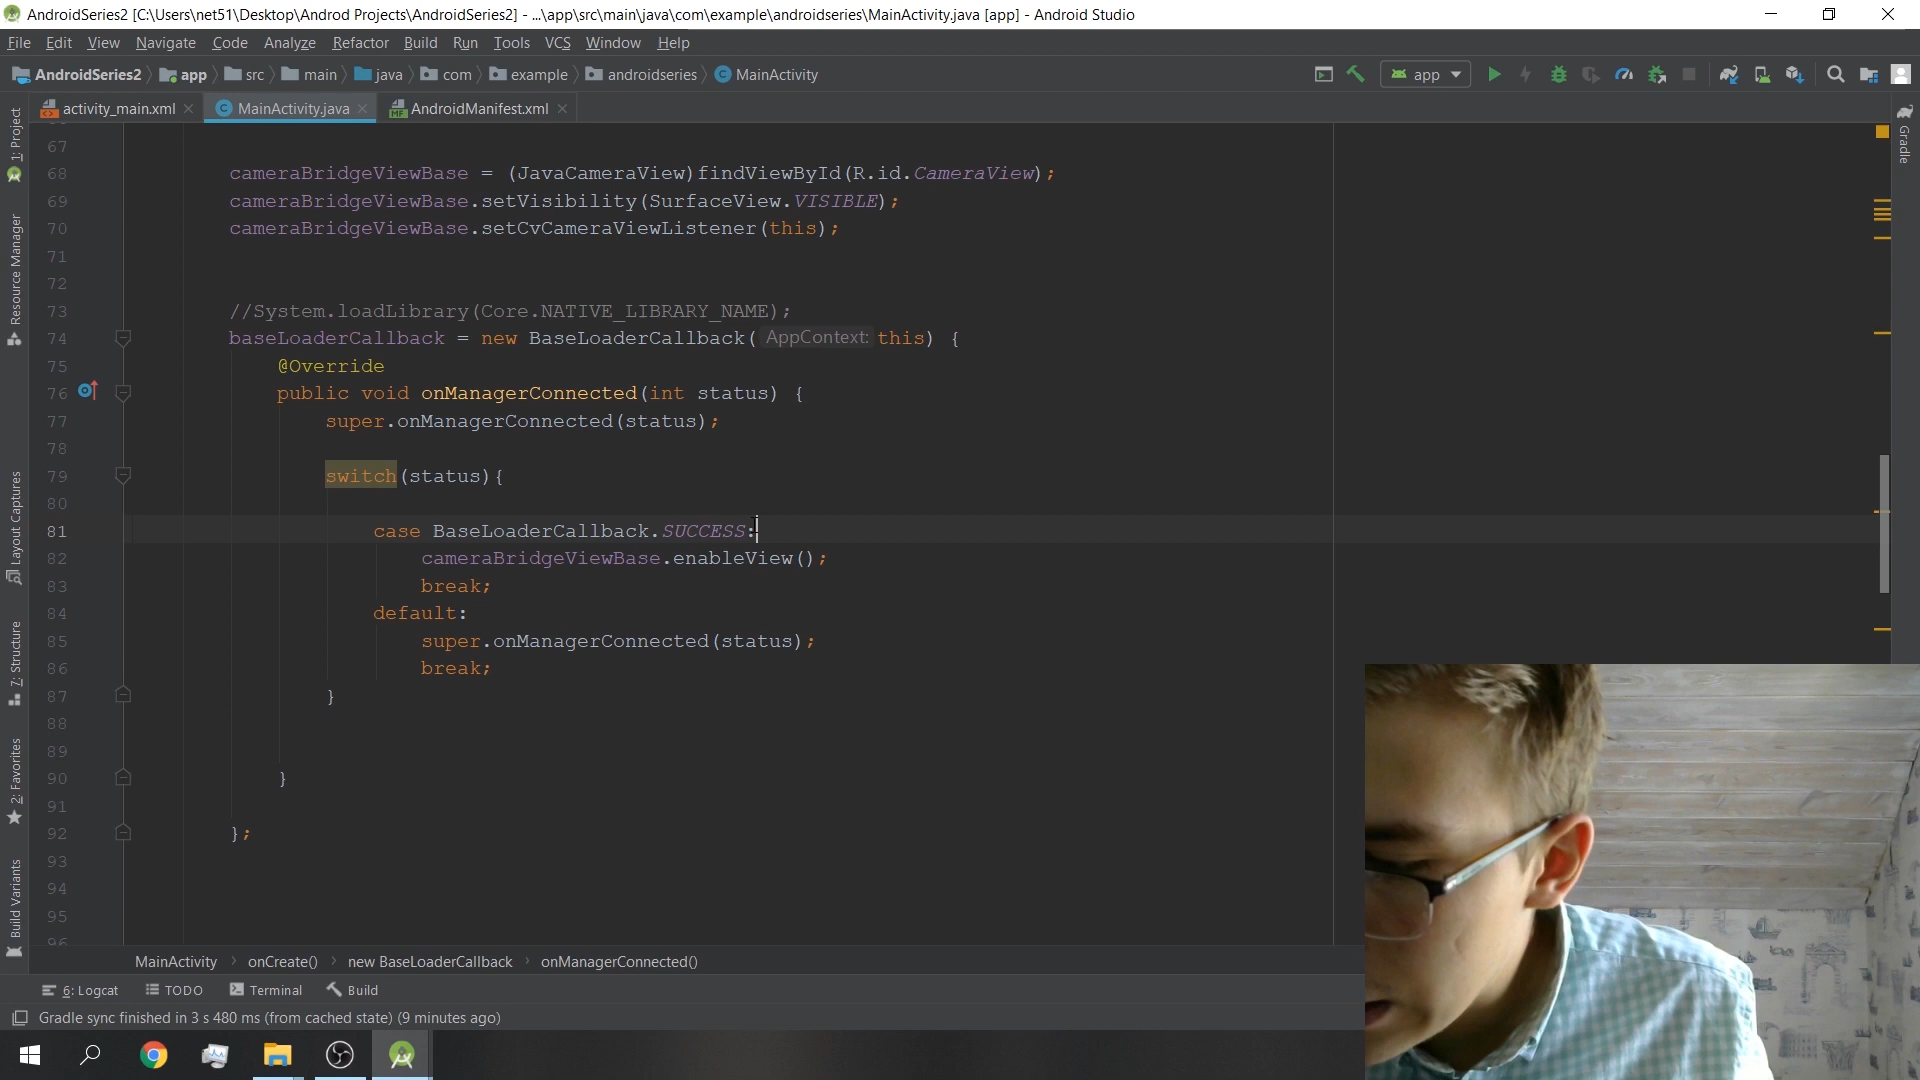 AndroidSeries2 [C:\Users\net51\Desktop\Androd Projects\AndroidSeries2] - ...\app\src\main\java\com\example\androidseries\MainActivity.java [app] - Android Studio
File Edit View Navigate Code Analyze Refactor Build Run Tools VCS Window Help
AndroidSeries2 app src main java com example androidseries MainActivity app
activity_main.xml MainActivity.java AndroidManifest.xml
1: Project
Resource Manager
Layout Captures
7: Structure
2: Favorites
Build Variants
Gradle
67
68 cameraBridgeViewBase = (JavaCameraView)findViewById(R.id.CameraView);
69 cameraBridgeViewBase.setVisibility(SurfaceView.VISIBLE);
70 cameraBridgeViewBase.setCvCameraViewListener(this);
71
72
73 //System.loadLibrary(Core.NATIVE_LIBRARY_NAME);
74 baseLoaderCallback = new BaseLoaderCallback( AppContext: this) {
75 @Override
76 public void onManagerConnected(int status) {
77 super.onManagerConnected(status);
78
79 switch(status){
80
81 case BaseLoaderCallback.SUCCESS:
82 cameraBridgeViewBase.enableView();
83 break;
84 default:
85 super.onManagerConnected(status);
86 break;
87 }
88
89
90 }
91
92 };
93
94
95
96
MainActivity onCreate() new BaseLoaderCallback onManagerConnected()
6: Logcat TODO Terminal Build
Gradle sync finished in 3 s 480 ms (from cached state) (9 minutes ago)